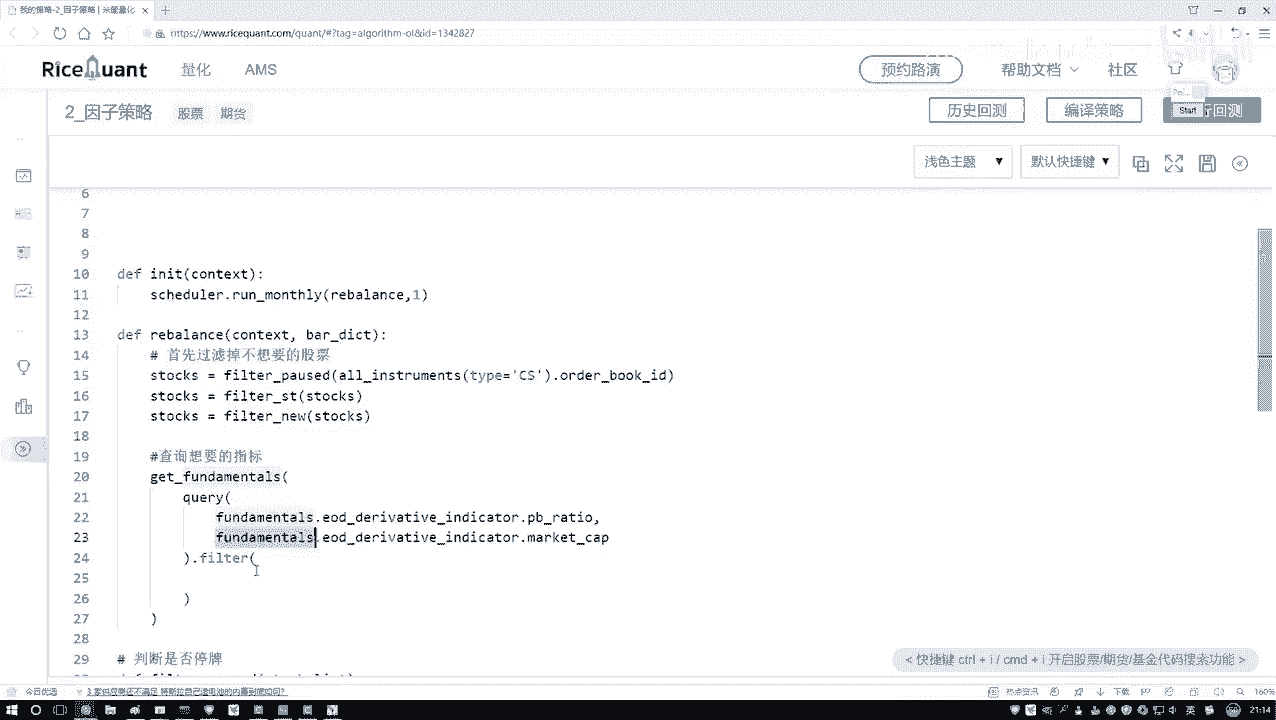 我的策略-2_因子策略 | 米筐量化
https://www.ricequant.com/quant/#?tag=algorithm-ol&id=1342827
RiceQuant 量化 AMS 预约路演 帮助文档 社区
2_因子策略 股票 期货 历史回测 编译策略 回测
Start
浅色主题 ▼ 默认快捷键 ▼
6
7
8
9
10 def init(context):
11 scheduler.run_monthly(rebalance,1)
12
13 def rebalance(context, bar_dict):
14 # 首先过滤掉不想要的股票
15 stocks = filter_paused(all_instruments(type='CS').order_book_id)
16 stocks = filter_st(stocks)
17 stocks = filter_new(stocks)
18
19 #查询想要的指标
20 get_fundamentals(
21 query(
22 fundamentals.eod_derivative_indicator.pb_ratio,
23 fundamentals.eod_derivative_indicator.market_cap
24 ).filter(
25
26 )
27 )
28
29 # 判断是否停牌
<快捷键 ctrl + i / cmd + i 开启股票/期货/基金代码搜索功能 >
今日优选 热点资讯 下载 160%
英 21:14